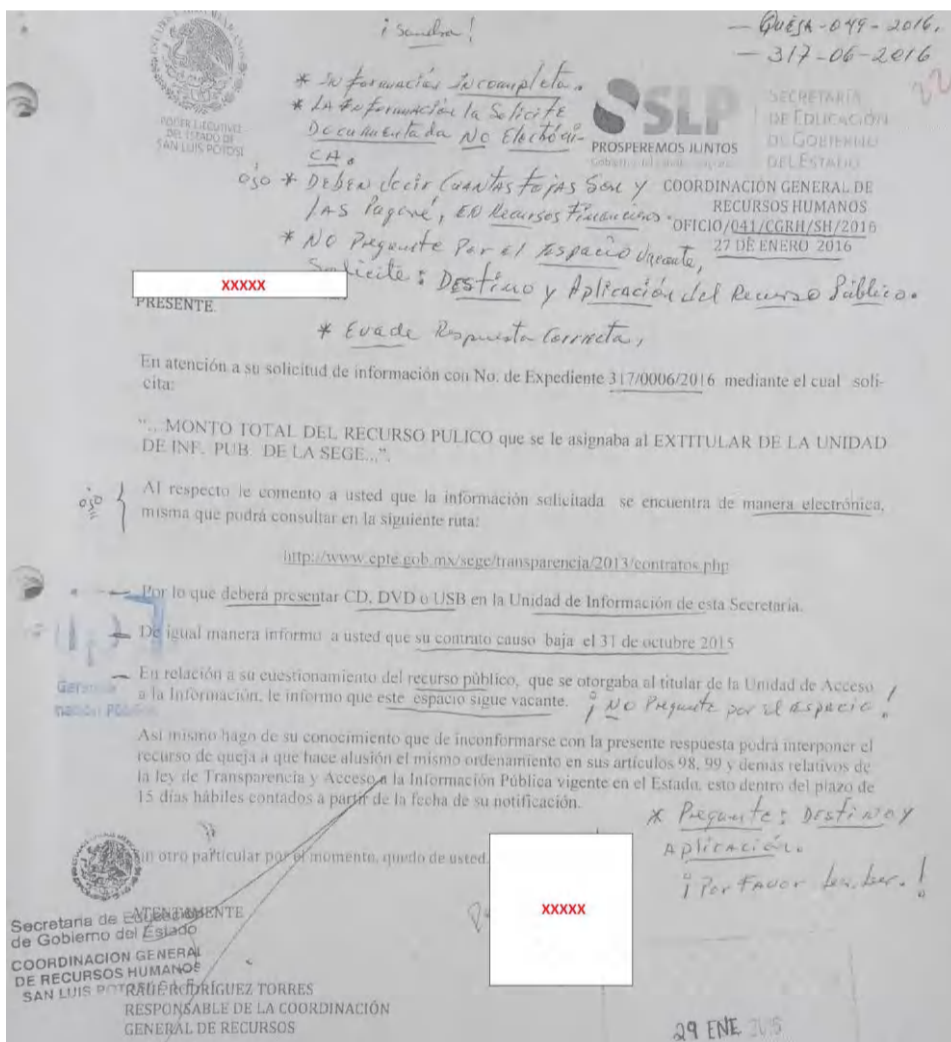 ¡Sandra!
— Queja-049-2016.
— 317-06-2016
PODER EJECUTIVO
DEL ESTADO DE
SAN LUIS POTOSÍ
* Información Incompleta.
* LA Información la Solicite
Documentada NO Electróni-
CA.
ojo * DEBEN decir CUANTAS Fojas Son y
lAS Pagaré, EN Recursos Financieros.
* NO Pregunte Por el Espacio Vacante,
Solicite: DEStino y Aplicación del Recurso Público.
* Evade Respuesta Correcta,
SLP
PROSPEREMOS JUNTOS
SECRETARÍA
DE EDUCACIÓN
DE GOBIERNO
DEL ESTADO
COORDINACIÓN GENERAL DE
RECURSOS HUMANOS
OFICIO/041/CGRH/SH/2016
27 DE ENERO 2016
XXXXX
PRESENTE.
En atención a su solicitud de información con No. de Expediente 317/0006/2016 mediante el cual soli-
cita:
"... MONTO TOTAL DEL RECURSO PULICO que se le asignaba al EXTITULAR DE LA UNIDAD
DE INF. PUB. DE LA SEGE...".
ojo
Al respecto le comento a usted que la información solicitada se encuentra de manera electrónica,
misma que podrá consultar en la siguiente ruta:
http://www.cpte.gob.mx/sege/transparencia/2013/contratos.php
Por lo que deberá presentar CD, DVD o USB en la Unidad de Información de esta Secretaría.
De igual manera informo a usted que su contrato causo baja el 31 de octubre 2015
En relación a su cuestionamiento del recurso público, que se otorgaba al titular de la Unidad de Acceso
a la Información, le informo que este espacio sigue vacante. ¡NO Pregunte por el Espacio!
Así mismo hago de su conocimiento que de inconformarse con la presente respuesta podrá interponer el
recurso de queja a que hace alusión el mismo ordenamiento en sus artículos 98, 99 y demás relativos de
la ley de Transparencia y Acceso a la Información Pública vigente en el Estado, esto dentro del plazo de
15 días hábiles contados a partir de la fecha de su notificación.
* Pregunte: DEStino y
Aplicación.
¡Por Favor
Sin otro particular por el momento, quedo de usted.
XXXXX
ATENTAMENTE
Secretaria de Educación
de Gobierno del Estado
COORDINACION GENERAL
DE RECURSOS HUMANOS
SAN LUIS POTOSÍ
RAUL RODRÍGUEZ TORRES
RESPONSABLE DE LA COORDINACIÓN
GENERAL DE RECURSOS
29 ENE